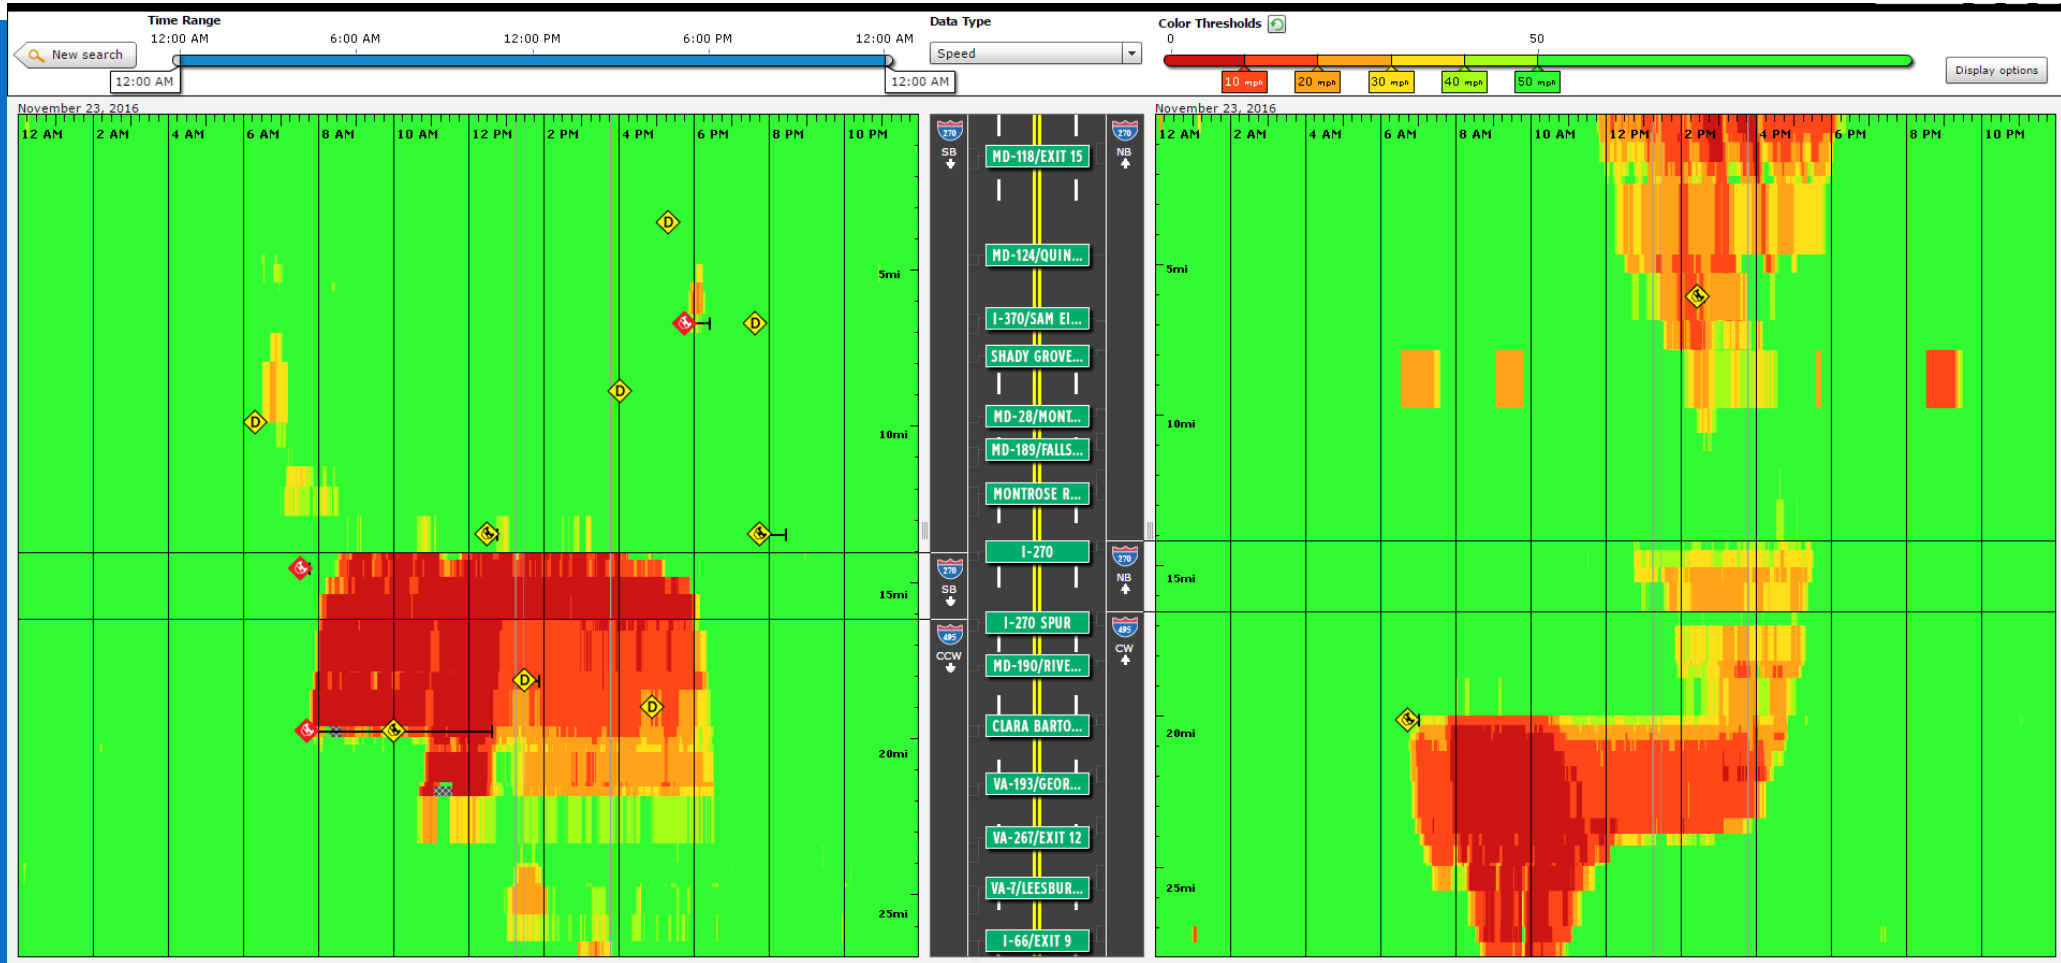 Time Range
Data Type
Color Thresholds
12:00 AM 6:00 AM 12:00 PM 6:00 PM 12:00 AM
0 50
New search
Speed
Display options
12:00 AM 12:00 AM
10 mph 20 mph 30 mph 40 mph 50 mph
November 23, 2016
November 23, 2016
12 AM 2 AM 4 AM 6 AM 8 AM 10 AM 12 PM 2 PM 4 PM 6 PM 8 PM 10 PM
12 AM 2 AM 4 AM 6 AM 8 AM 10 AM 12 PM 2 PM 4 PM 6 PM 8 PM 10 PM
5mi
10mi
15mi
20mi
25mi
D
D
D
D
D
D
270
SB
270
NB
MD-118/EXIT 15
MD-124/QUIN...
I-370/SAM EI...
SHADY GROVE...
MD-28/MONT...
MD-189/FALLS...
MONTROSE R...
I-270
270
SB
270
NB
I-270 SPUR
495
CCW
495
CW
MD-190/RIVE...
CLARA BARTO...
VA-193/GEOR...
VA-267/EXIT 12
VA-7/LEESBUR...
I-66/EXIT 9
5mi
10mi
15mi
20mi
25mi